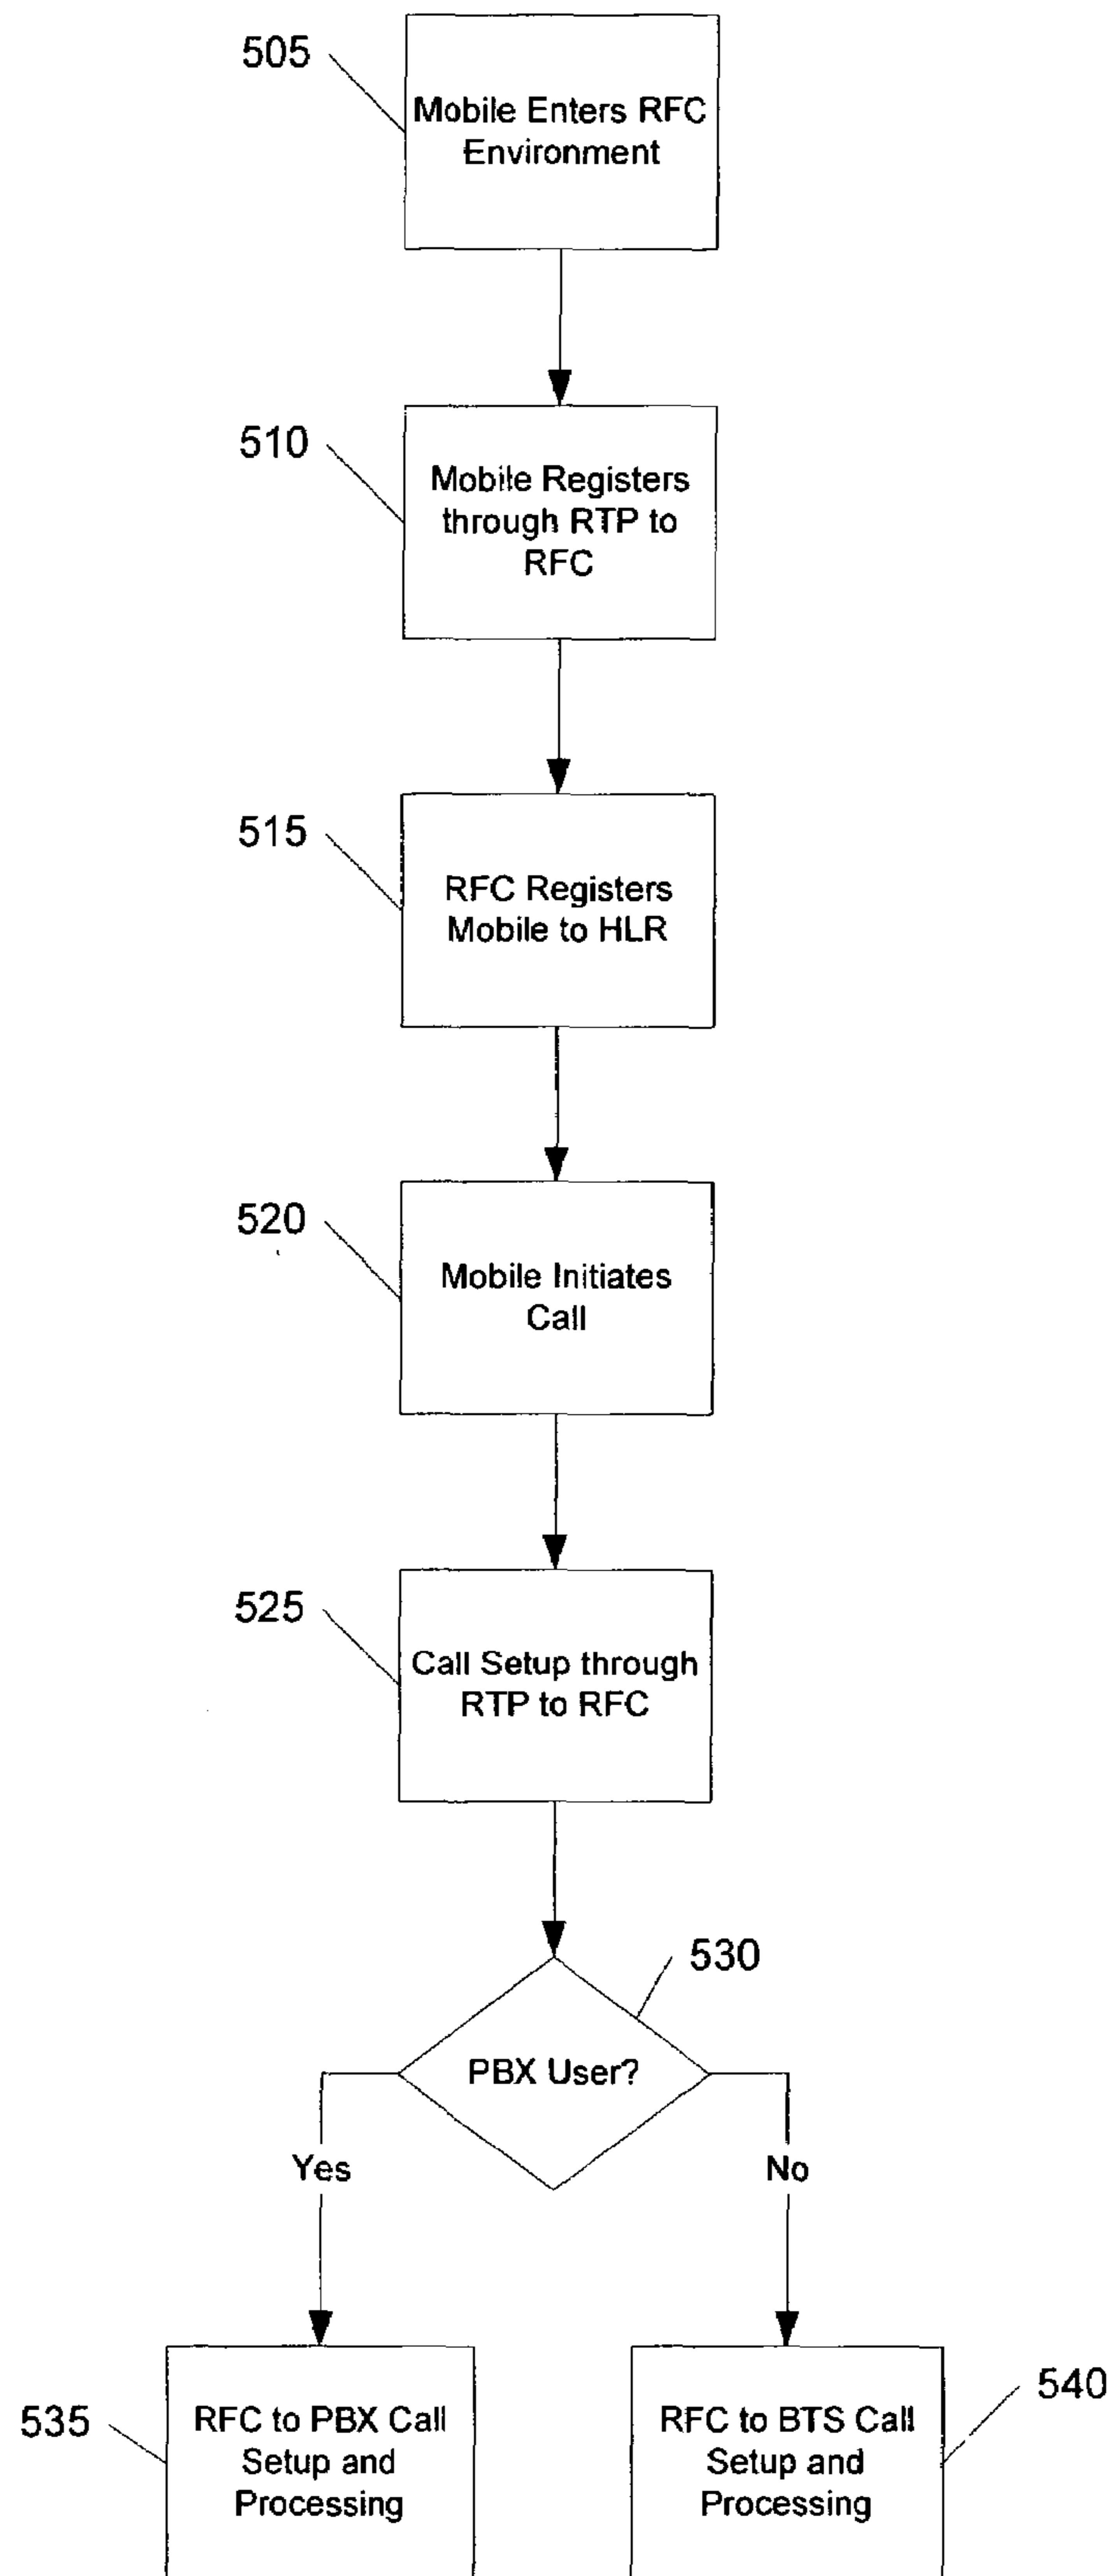 505
Mobile Enters RFC
Environment
510
Mobile Registers
through RTP to
RFC
515
RFC Registers
Mobile to HLR
520
Mobile Initiates
Call
525
Call Setup through
RTP to RFC
530
PBX User?
Yes
No
535
RFC to PBX Call
Setup and
Processing
RFC to BTS Call
Setup and
Processing
540